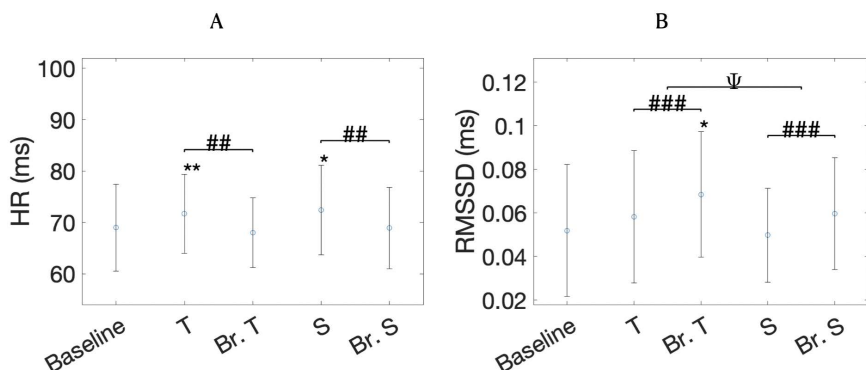 A
HR (ms)
100
90
80
70
60
##
##
**
*
Baseline
T
Br. T
S
Br. S
B
RMSSD (ms)
0.12
0.1
0.08
0.06
0.04
0.02
Ψ
###
###
*
Baseline
T
Br. T
S
Br. S